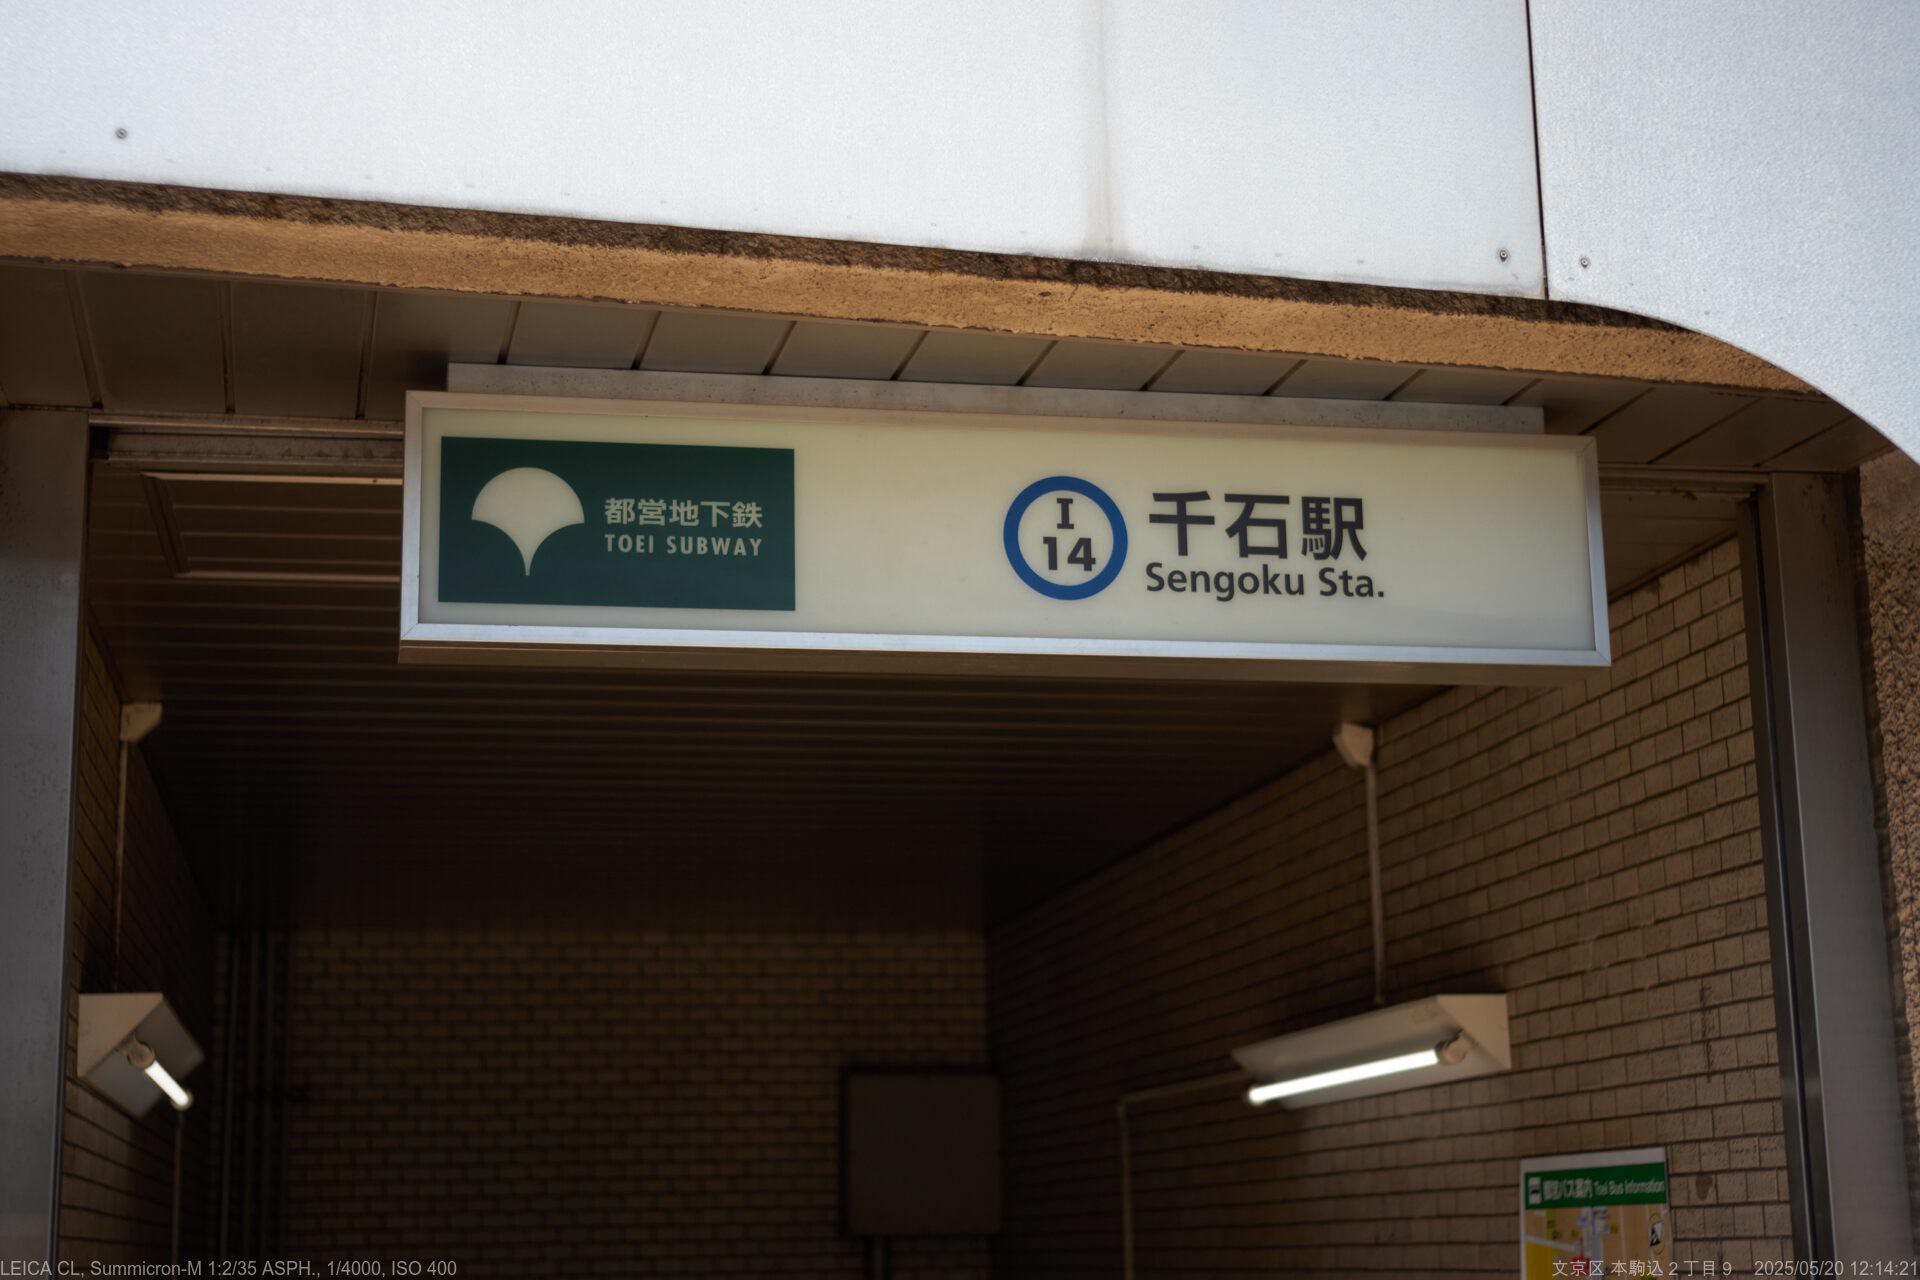 都営地下鉄
TOEI SUBWAY
I
14
千石駅
Sengoku Sta.
都営バス案内 Toei Bus Information
LEICA CL, Summicron-M 1:2/35 ASPH., 1/4000, ISO 400
文京区 本駒込 2 丁目 9 2025/05/20 12:14:21